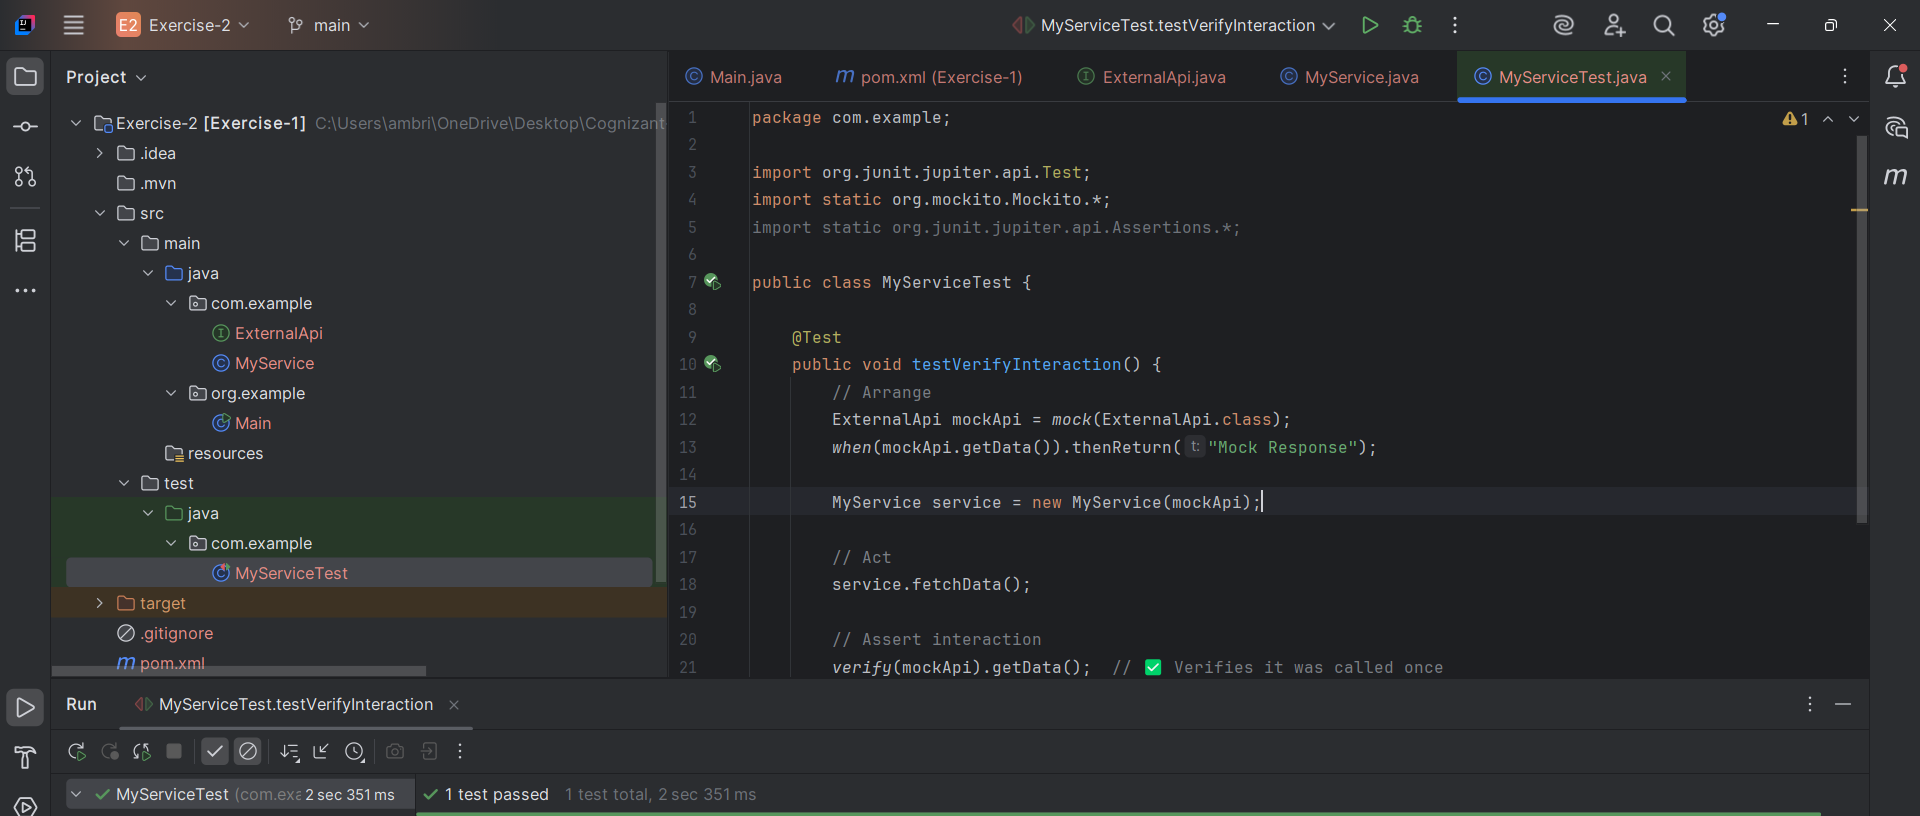 E2 Exercise-2 main MyServiceTest.testVerifyInteraction
Project
Exercise-2 [Exercise-1] C:\Users\ambri\OneDrive\Desktop\Cognizant
.idea
.mvn
src
main
java
com.example
ExternalApi
MyService
org.example
Main
resources
test
java
com.example
MyServiceTest
target
.gitignore
pom.xml
Main.java pom.xml (Exercise-1) ExternalApi.java MyService.java MyServiceTest.java
1 package com.example;
2
3 import org.junit.jupiter.api.Test;
4 import static org.mockito.Mockito.*;
5 import static org.junit.jupiter.api.Assertions.*;
6
7 public class MyServiceTest {
8
9 @Test
10 public void testVerifyInteraction() {
11 // Arrange
12 ExternalApi mockApi = mock(ExternalApi.class);
13 when(mockApi.getData()).thenReturn( t: "Mock Response");
14
15 MyService service = new MyService(mockApi);
16
17 // Act
18 service.fetchData();
19
20 // Assert interaction
21 verify(mockApi).getData(); // ✅ Verifies it was called once
1
Run MyServiceTest.testVerifyInteraction
MyServiceTest (com.exa 2 sec 351 ms
1 test passed 1 test total, 2 sec 351 ms